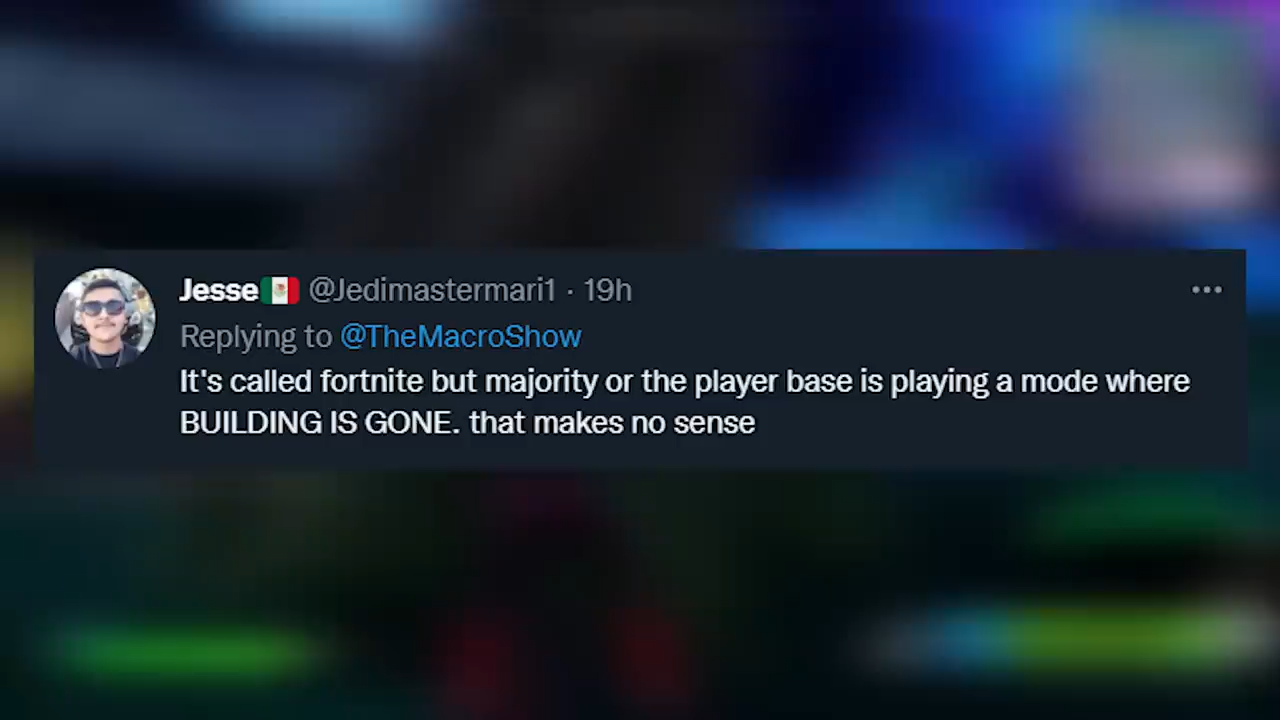 Jesse🇲🇽 @Jedimastermari1 · 19h
Replying to @TheMacroShow
It's called fortnite but majority or the player base is playing a mode where
BUILDING IS GONE. that makes no sense